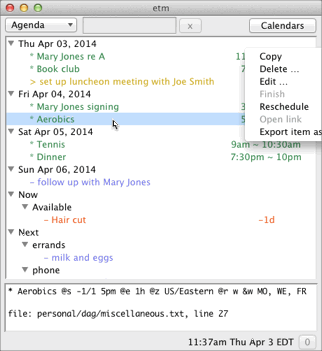 etm
Agenda
x
Calendars
Thu Apr 03, 2014
* Mary Jones re A 11
* Book club 7
> set up luncheon meeting with Joe Smith
Fri Apr 04, 2014
* Mary Jones signing 3
* Aerobics 5
Sat Apr 05, 2014
* Tennis 9am ~ 10:30am
* Dinner 7:30pm ~ 10pm
Sun Apr 06, 2014
~ follow up with Mary Jones
Now
Available
– Hair cut –1d
Next
errands
– milk and eggs
phone
Copy
Delete ...
Edit ...
Finish
Reschedule
Open link
Export item as
* Aerobics @s -1/1 5pm @e 1h @z US/Eastern @r w &w MO, WE, FR
file: personal/dag/miscellaneous.txt, line 27
11:37am Thu Apr 3 EDT 0